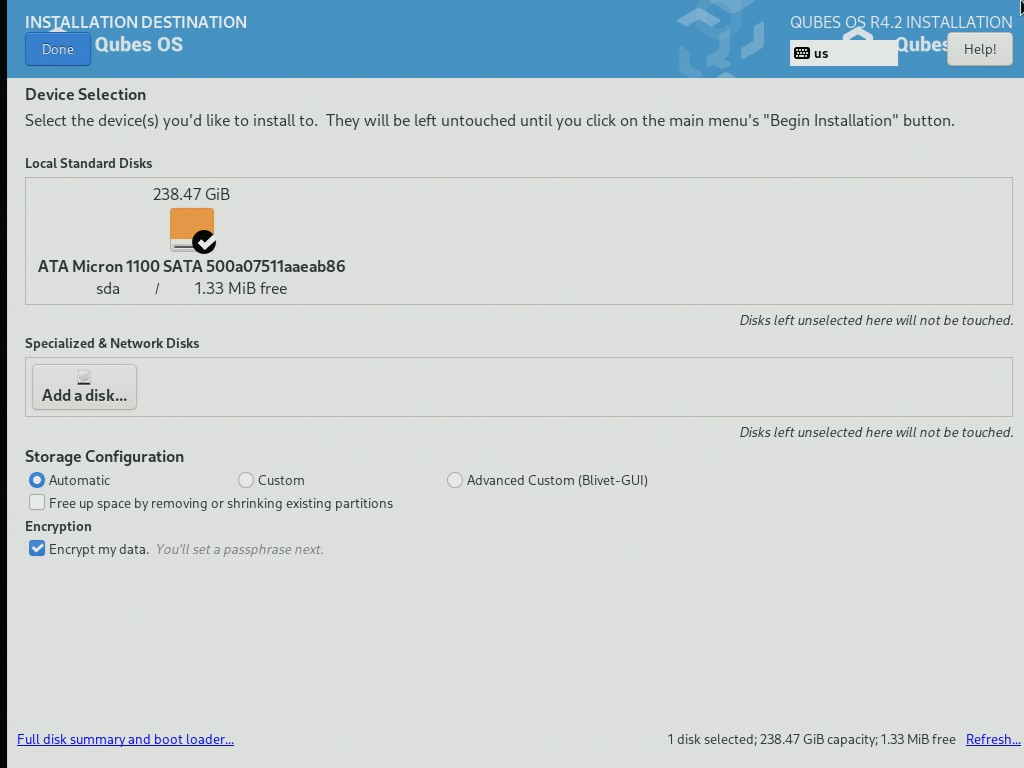 INSTALLATION DESTINATION
QUBES OS R4.2 INSTALLATION
Done
Qubes OS
us
Qubes
Help!
Device Selection
Select the device(s) you'd like to install to.  They will be left untouched until you click on the main menu's "Begin Installation" button.
Local Standard Disks
238.47 GiB
ATA Micron 1100 SATA 500a07511aaeab86
sda / 1.33 MiB free
Disks left unselected here will not be touched.
Specialized & Network Disks
Add a disk...
Disks left unselected here will not be touched.
Storage Configuration
Automatic Custom Advanced Custom (Blivet-GUI)
Free up space by removing or shrinking existing partitions
Encryption
Encrypt my data. You'll set a passphrase next.
Full disk summary and boot loader... 1 disk selected; 238.47 GiB capacity; 1.33 MiB free Refresh...